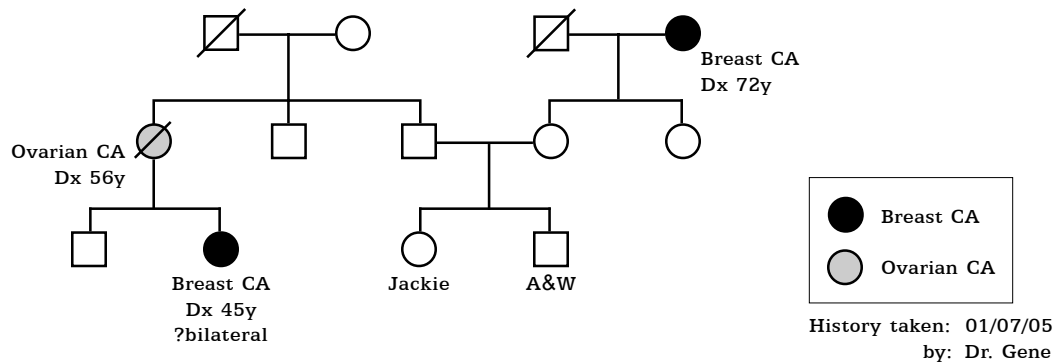 Breast CA
Dx 72y
Ovarian CA
Dx 56y
Breast CA
Dx 45y
?bilateral
Jackie
A&W
Breast CA
Ovarian CA
History taken: 01/07/05
by: Dr. Gene